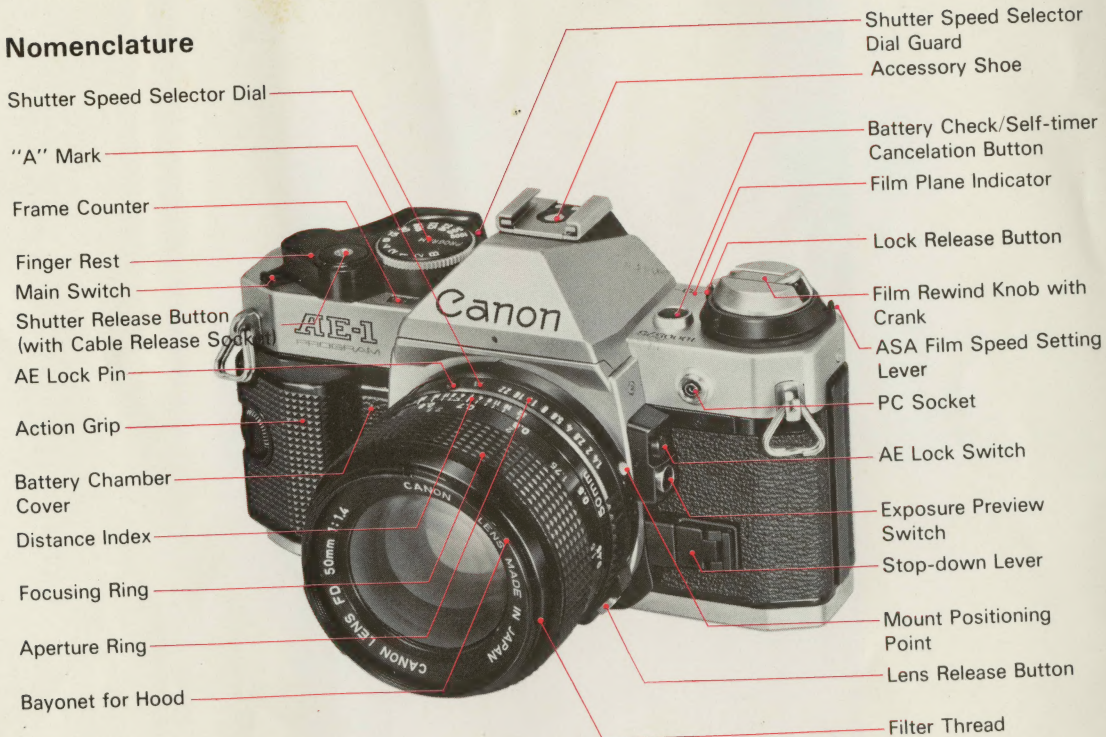 Nomenclature
Shutter Speed Selector Dial
"A" Mark
Frame Counter
Finger Rest
Main Switch
Shutter Release Button
(with Cable Release Socket)
AE Lock Pin
Action Grip
Battery Chamber
Cover
Distance Index
Focusing Ring
Aperture Ring
Bayonet for Hood
Shutter Speed Selector
Dial Guard
Accessory Shoe
Battery Check/Self-timer
Cancelation Button
Film Plane Indicator
Lock Release Button
Film Rewind Knob with
Crank
ASA Film Speed Setting
Lever
PC Socket
AE Lock Switch
Exposure Preview
Switch
Stop-down Lever
Mount Positioning
Point
Lens Release Button
Filter Thread
Canon
AE-1
PROGRAM
PROGRAM
50mm
CANON LENS MADE IN JAPAN
CANON LENS FD 50mm 1:1.4